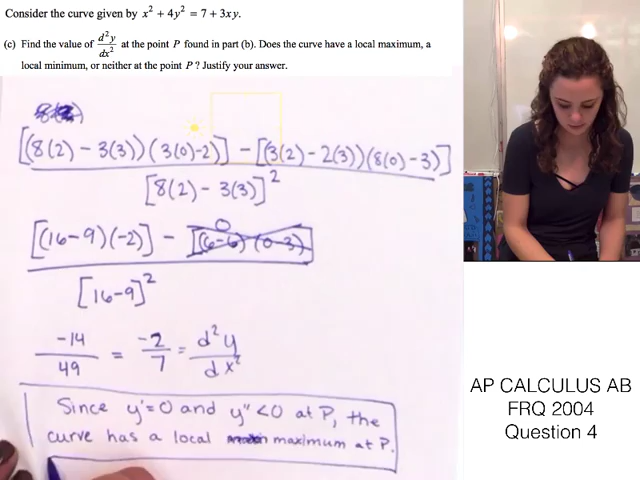 Consider the curve given by x² + 4y² = 7 + 3xy.
(c) Find the value of d²y/dx² at the point P found in part (b). Does the curve have a local maximum, a
local minimum, or neither at the point P? Justify your answer.
[(8(2) - 3(3))(3(0)-2)] - [(3(2) - 2(3))(8(0) - 3)]
[8(2) - 3(3)]²
0
[(16-9)(-2)] - [(6-6)(0-3)]
[16-9]²
-14/49 = -2/7 = d²y/dx²
Since y'=0 and y"<0 at P, the
curve has a local maximum at P.
AP CALCULUS AB
FRQ 2004
Question 4